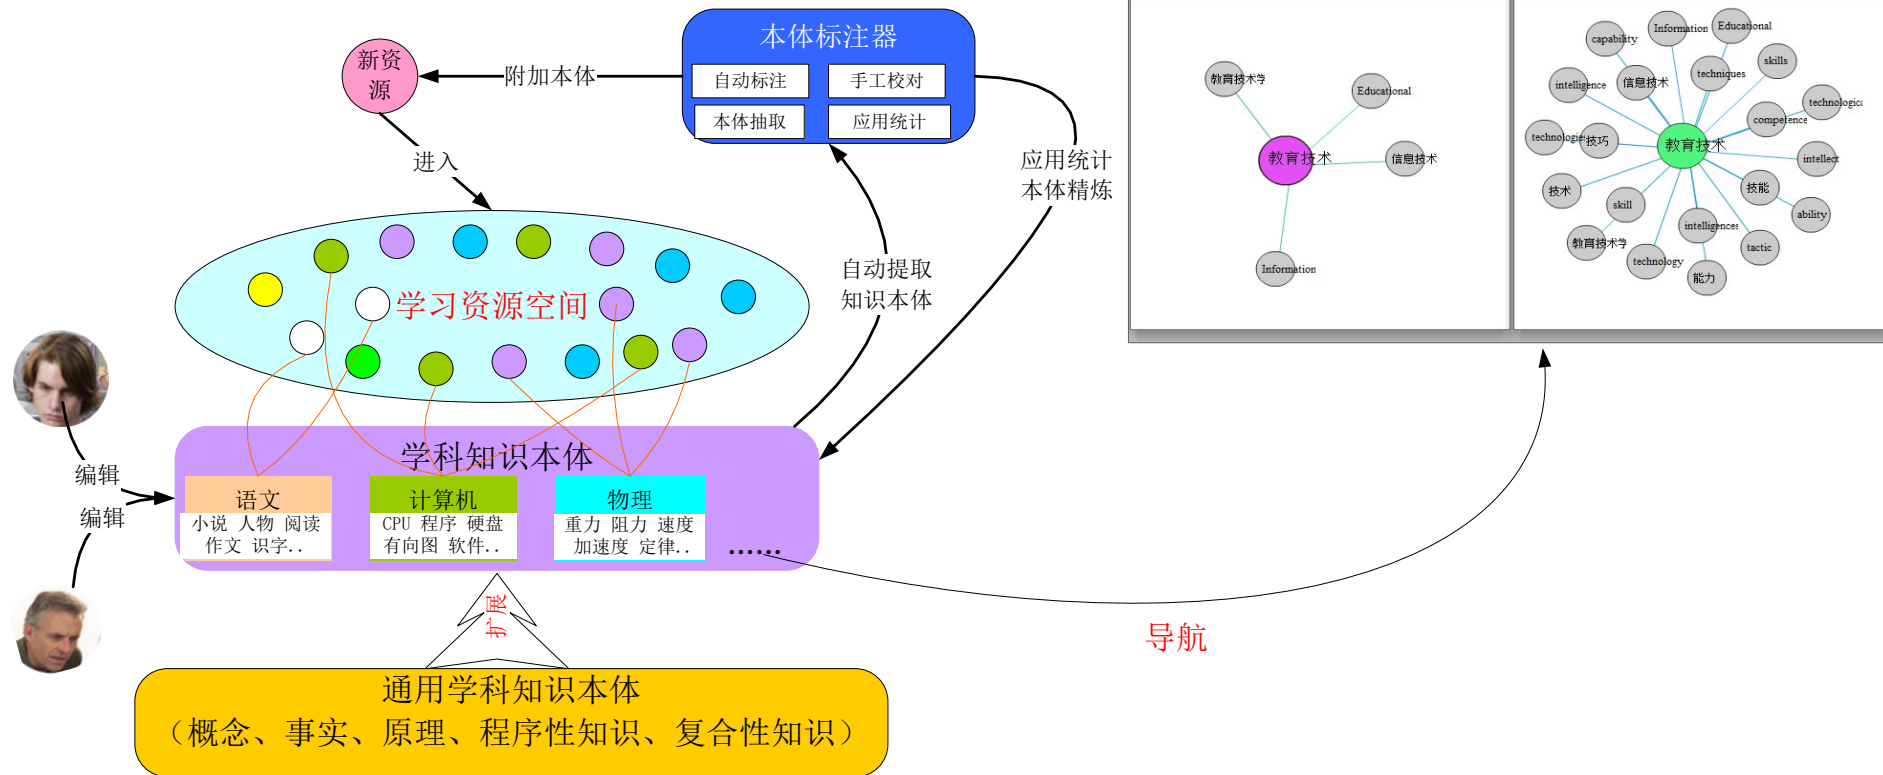 本体标注器
自动标注
手工校对
本体抽取
应用统计
新资
源
附加本体
进入
应用统计
本体精炼
自动提取
知识本体
学习资源空间
编辑
编辑
学科知识本体
语文
小说 人物 阅读
作文 识字..
计算机
CPU 程序 硬盘
有向图 软件..
物理
重力 阻力 速度
加速度 定律..
......
扩展
通用学科知识本体
（概念、事实、原理、程序性知识、复合性知识）
导航
教育技术学
Educational
教育技术
信息技术
Information
capability
Information
Educational
skills
intelligence
信息技术
techniques
technologica
competence
technologies
技巧
教育技术
intellect
技术
技能
skill
ability
intelligences
教育技术学
tactic
technology
能力